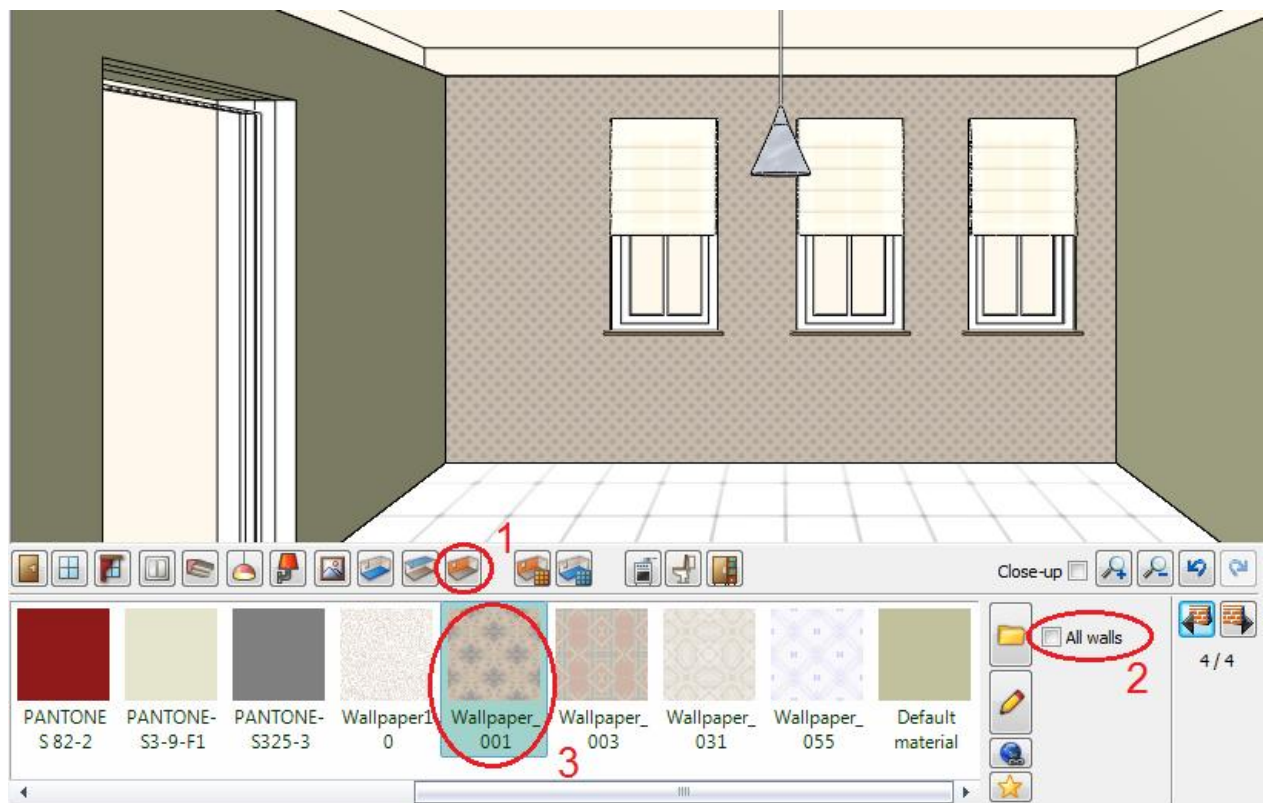 1
Close-up
All walls
2
4 / 4
PANTONE
S 82-2
PANTONE-
S3-9-F1
PANTONE-
S325-3
Wallpaper1
0
Wallpaper_
001
Wallpaper_
003
Wallpaper_
031
Wallpaper_
055
Default
material
3